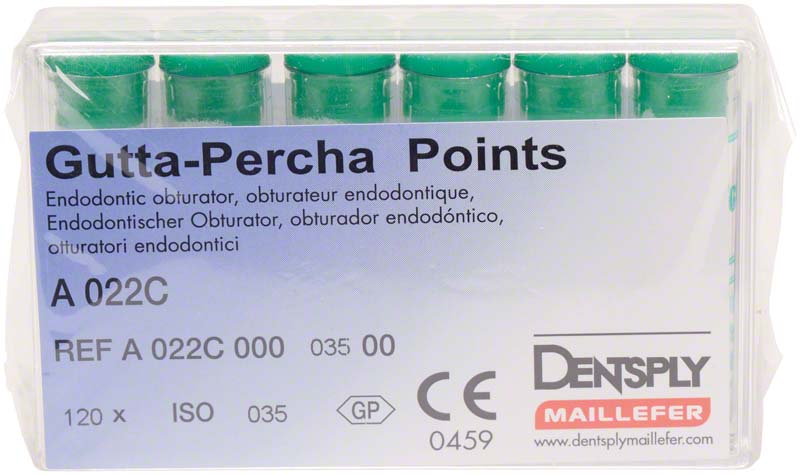 Gutta-Percha Points
Endodontic obturator, obturateur endodontique,
Endodontischer Obturator, obturador endodóntico,
otturatori endodontici
A 022C
REF A 022C 000 035 00
120 x ISO 035 GP
CE
0459
DENTSPLY
MAILLEFER
www.dentsplymaillefer.com